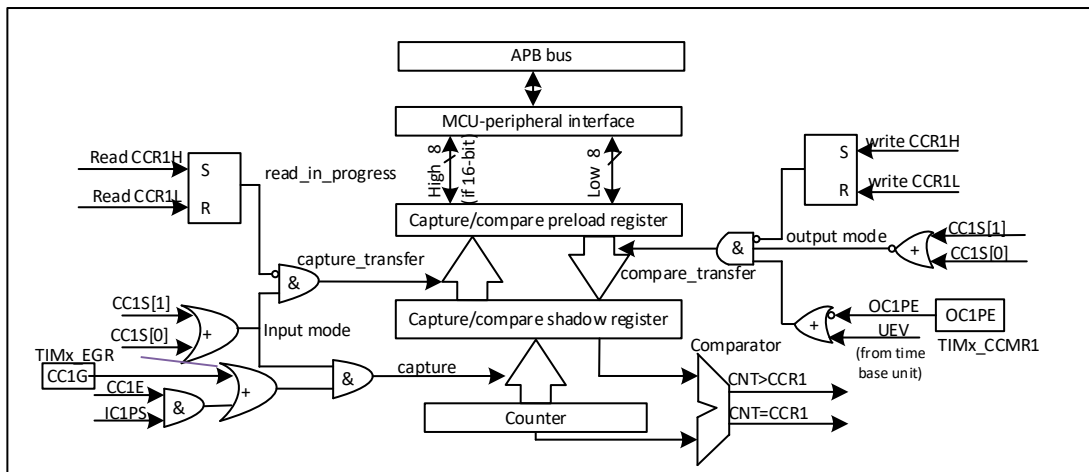 APB bus
MCU-peripheral interface
High 8
(if 16-bit)
Low 8
Read CCR1H
Read CCR1L
S
R
read_in_progress
write CCR1H
write CCR1L
S
R
Capture/compare preload register
CC1S[1]
CC1S[0]
+
output mode
&
capture_transfer
&
compare_transfer
CC1S[1]
CC1S[0]
+
Input mode
Capture/compare shadow register
OC1PE
UEV
(from time
base unit)
+
OC1PE
TIMx_CCMR1
TIMx_EGR
CC1G
CC1E
IC1PS
&
+
&
capture
Counter
Comparator
CNT>CCR1
CNT=CCR1